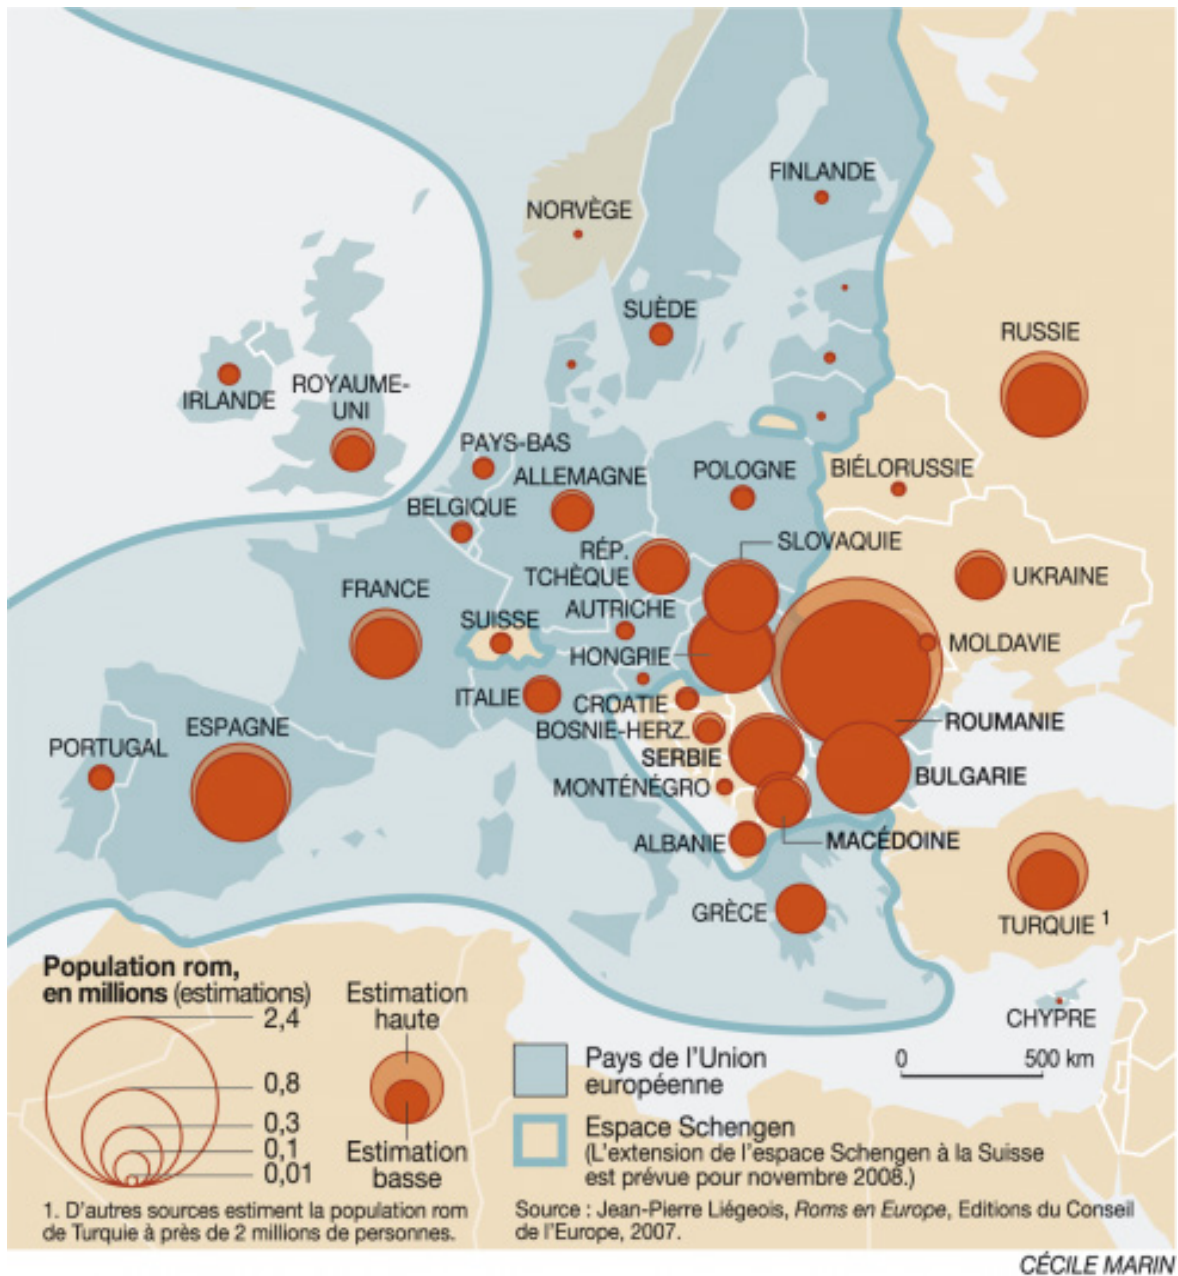 FINLANDE
NORVÈGE
SUÈDE
RUSSIE
IRLANDE
ROYAUME-
UNI
PAYS-BAS
ALLEMAGNE
POLOGNE
BIÉLORUSSIE
BELGIQUE
SLOVAQUIE
RÉP.
TCHÈQUE
UKRAINE
FRANCE
AUTRICHE
SUISSE
MOLDAVIE
HONGRIE
ITALIE
CROATIE
ESPAGNE
BOSNIE-HERZ.
ROUMANIE
PORTUGAL
SERBIE
BULGARIE
MONTÉNÉGRO
ALBANIE
MACÉDOINE
GRÈCE
TURQUIE 1
CHYPRE
Population rom,
en millions (estimations)
2,4
0,8
0,3
0,1
0,01
Estimation
haute
Estimation
basse
1. D'autres sources estiment la population rom
de Turquie à près de 2 millions de personnes.
Pays de l'Union
européenne
0 500 km
Espace Schengen
(L'extension de l'espace Schengen à la Suisse
est prévue pour novembre 2008.)
Source : Jean-Pierre Liégeois, Roms en Europe, Editions du Conseil
de l'Europe, 2007.
CÉCILE MARIN